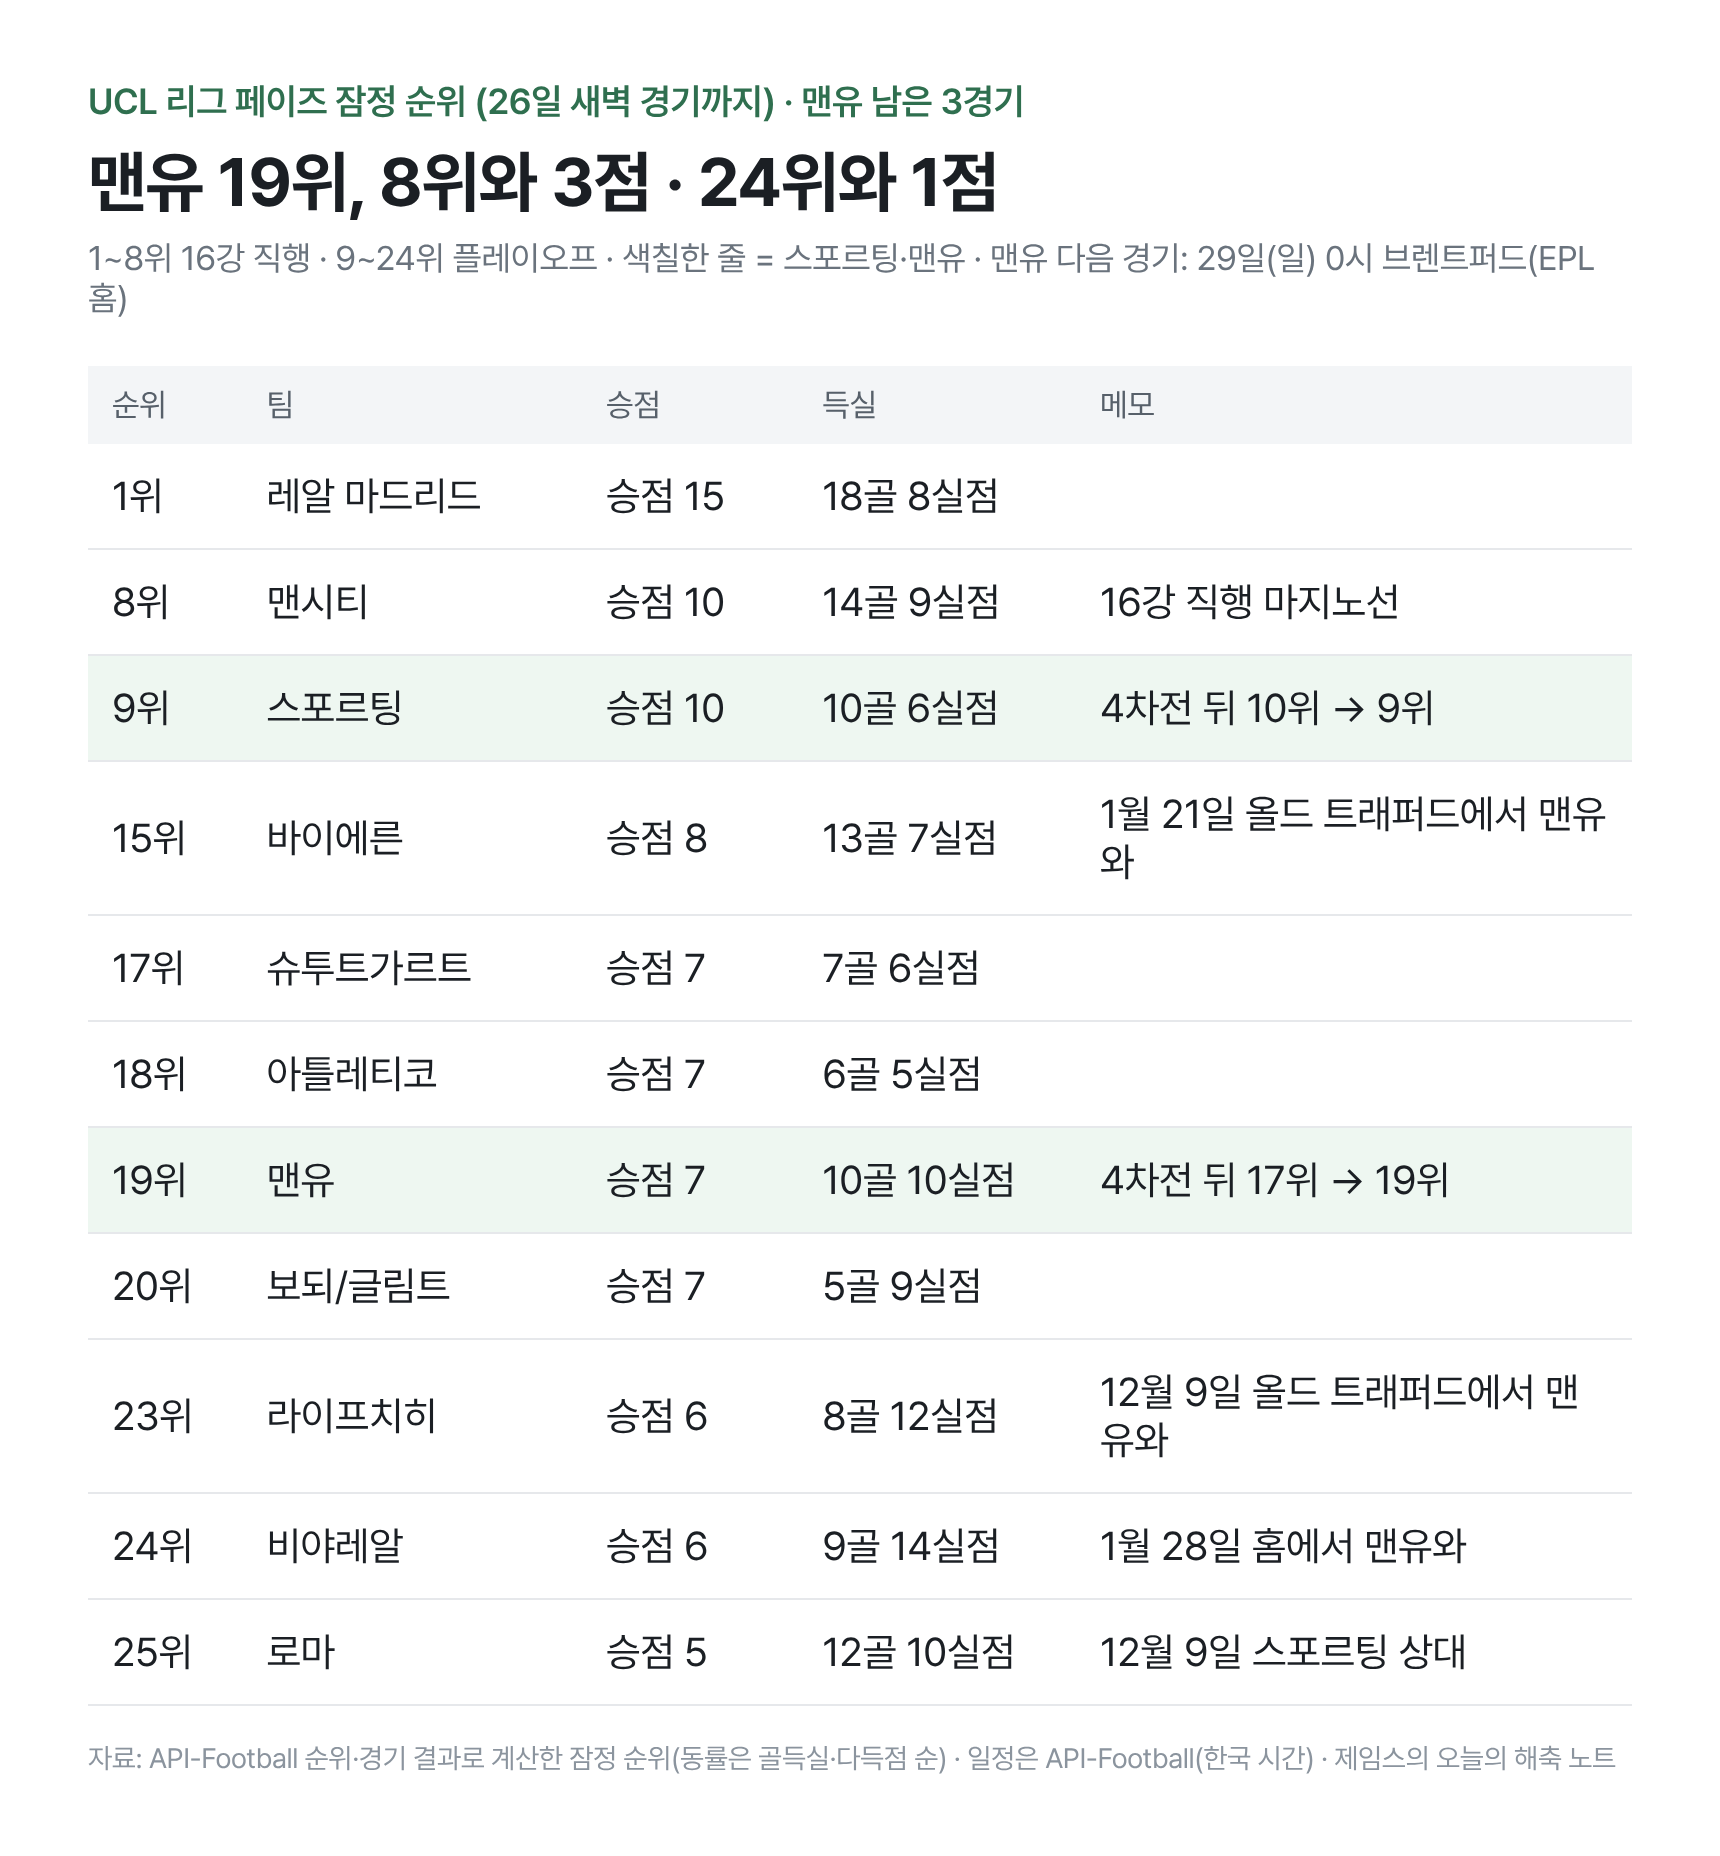 UCL 리그 페이즈 잠정 순위 (26일 새벽 경기까지) · 맨유 남은 3경기
맨유 19위, 8위와 3점 · 24위와 1점
1~8위 16강 직행 · 9~24위 플레이오프 · 색칠한 줄 = 스포르팅·맨유 · 맨유 다음 경기: 29일(일) 0시 브렌트퍼드(EPL
홈)
순위 팀 승점 득실 메모
1위 레알 마드리드 승점 15 18골 8실점
8위 맨시티 승점 10 14골 9실점 16강 직행 마지노선
9위 스포르팅 승점 10 10골 6실점 4차전 뒤 10위 → 9위
15위 바이에른 승점 8 13골 7실점 1월 21일 올드 트래퍼드에서 맨유
와
17위 슈투트가르트 승점 7 7골 6실점
18위 아틀레티코 승점 7 6골 5실점
19위 맨유 승점 7 10골 10실점 4차전 뒤 17위 → 19위
20위 보되/글림트 승점 7 5골 9실점
23위 라이프치히 승점 6 8골 12실점 12월 9일 올드 트래퍼드에서 맨
유와
24위 비야레알 승점 6 9골 14실점 1월 28일 홈에서 맨유와
25위 로마 승점 5 12골 10실점 12월 9일 스포르팅 상대
자료: API-Football 순위·경기 결과로 계산한 잠정 순위(동률은 골득실·다득점 순) · 일정은 API-Football(한국 시간) · 제임스의 오늘의 해축 노트